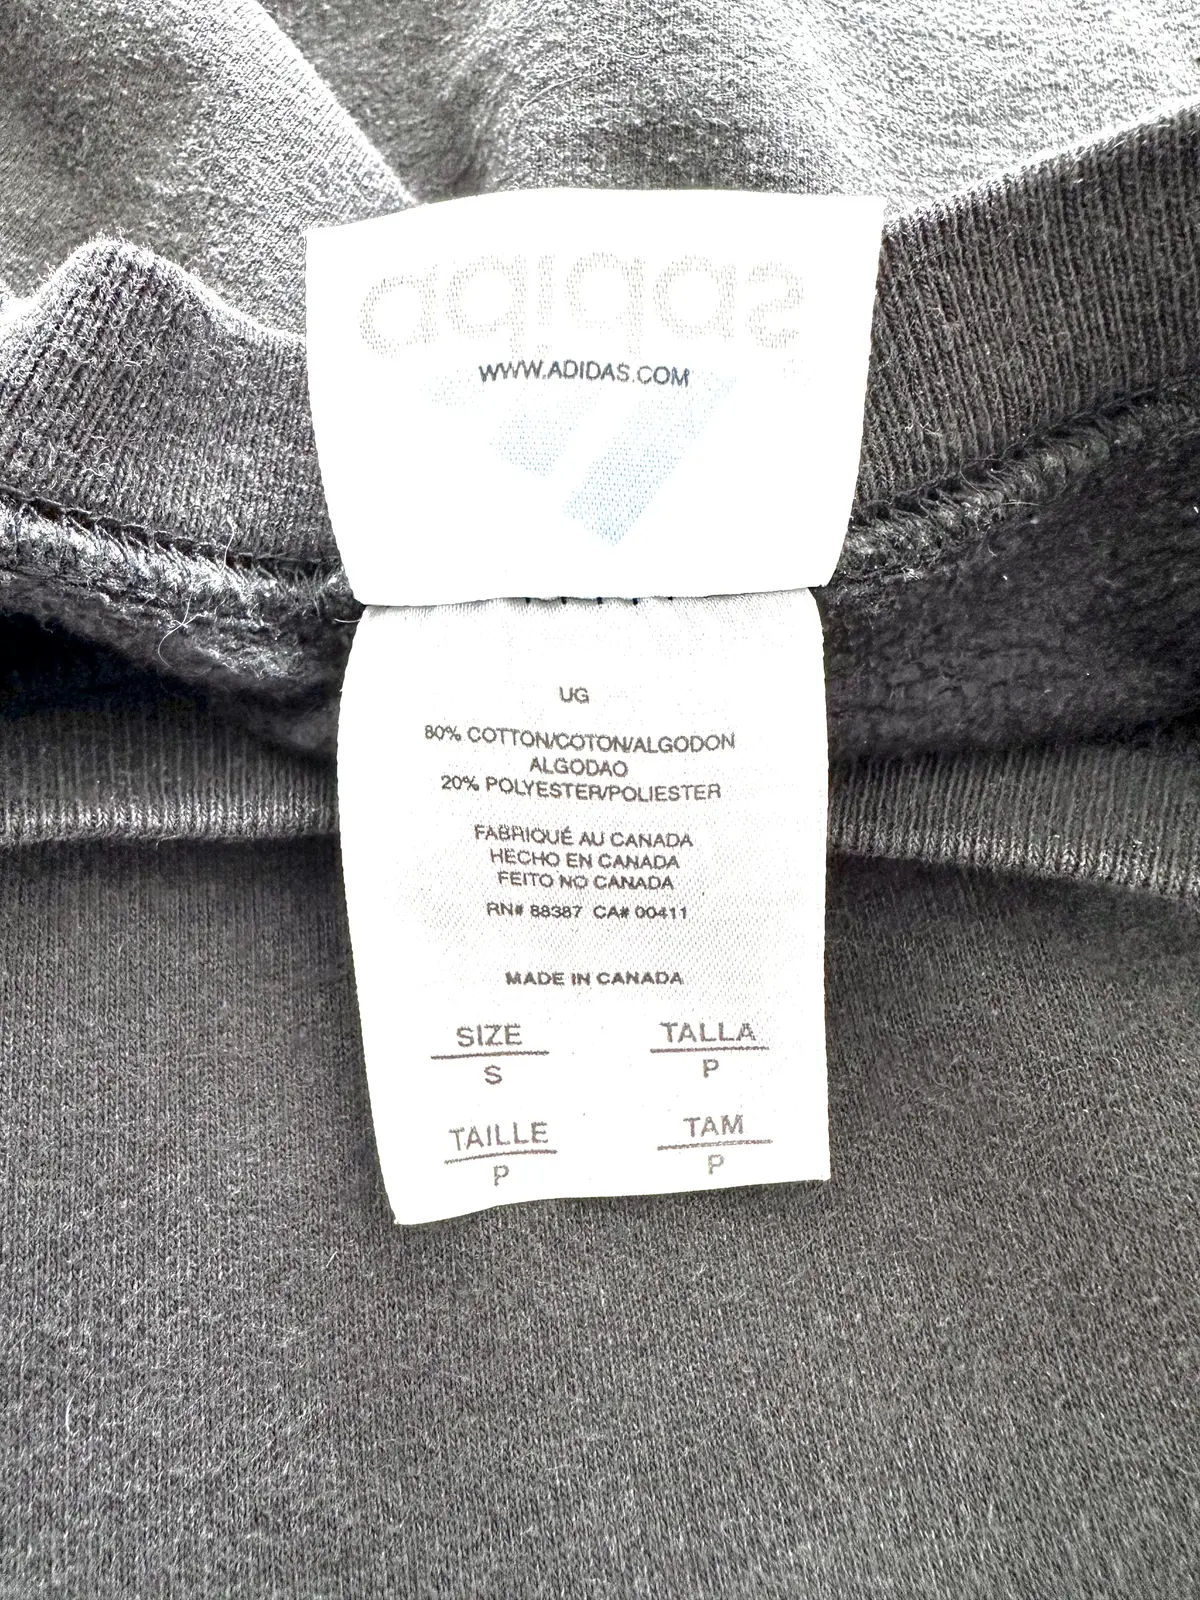 adidas
WWW.ADIDAS.COM
UG
80% COTTON/COTON/ALGODON
ALGODAO
20% POLYESTER/POLIESTER
FABRIQUÉ AU CANADA
HECHO EN CANADA
FEITO NO CANADA
RN# 88387 CA# 00411
MADE IN CANADA
SIZE TALLA
S P
TAILLE TAM
P P